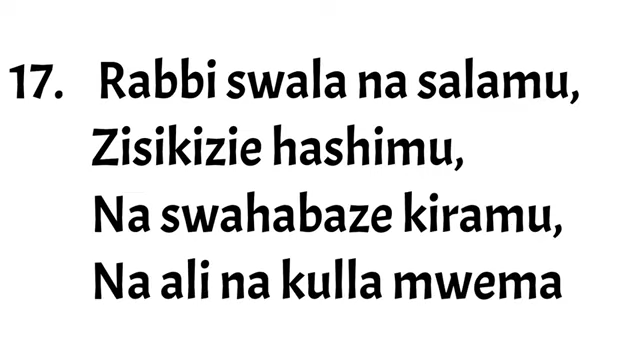 17. Rabbi swala na salamu,
Zisikizie hashimu,
Na swahabaze kiramu,
Na ali na kulla mwema